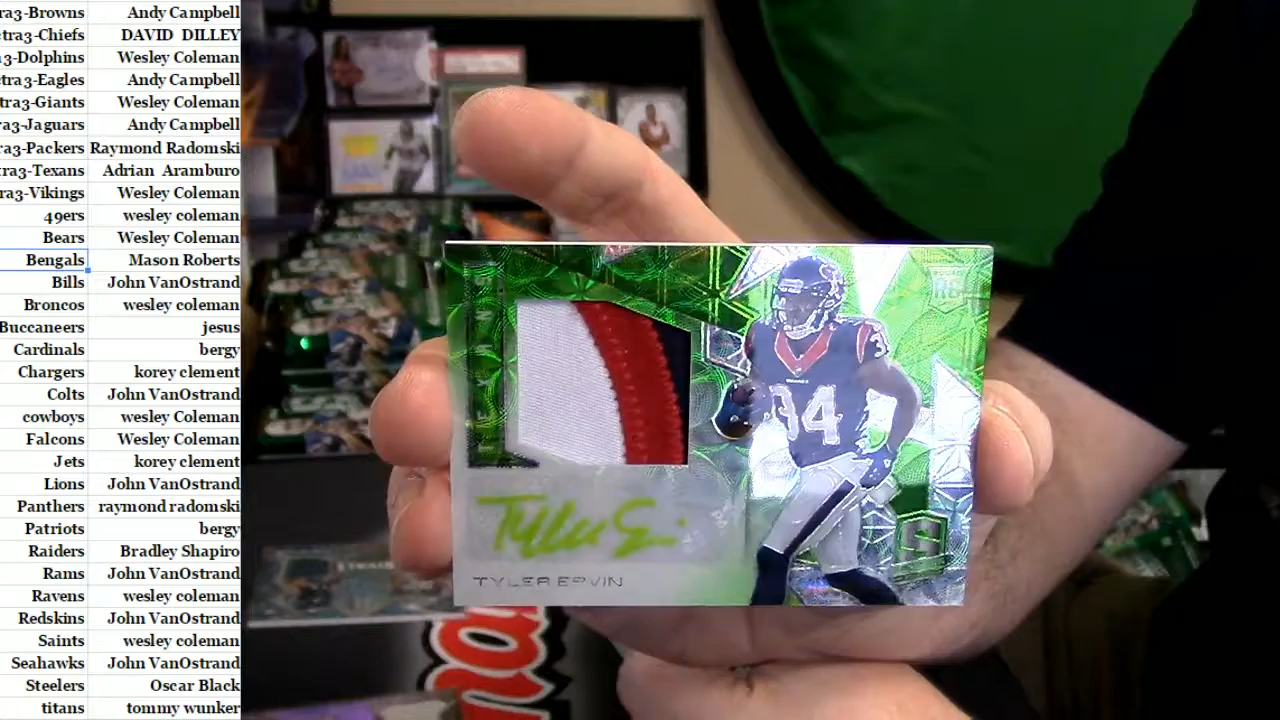 ra3-Browns Andy Campbell
tra3-Chiefs DAVID DILLEY
a3-Dolphins Wesley Coleman
ctra3-Eagles Andy Campbell
tra3-Giants Wesley Coleman
ra3-Jaguars Andy Campbell
ra3-Packers Raymond Radomski
ra3-Texans Adrian Aramburo
ra3-Vikings Wesley Coleman
49ers wesley coleman
Bears Wesley Coleman
Bengals Mason Roberts
Bills John VanOstrand
Broncos wesley coleman
Buccaneers jesus
Cardinals bergy
Chargers korey clement
Colts John VanOstrand
cowboys wesley Coleman
Falcons Wesley Coleman
Jets korey clement
Lions John VanOstrand
Panthers raymond radomski
Patriots bergy
Raiders Bradley Shapiro
Rams John VanOstrand
Ravens wesley coleman
Redskins John VanOstrand
Saints wesley coleman
Seahawks John VanOstrand
Steelers Oscar Black
titans tommy wunker
TEXANS
34
S
TYLER ERVIN